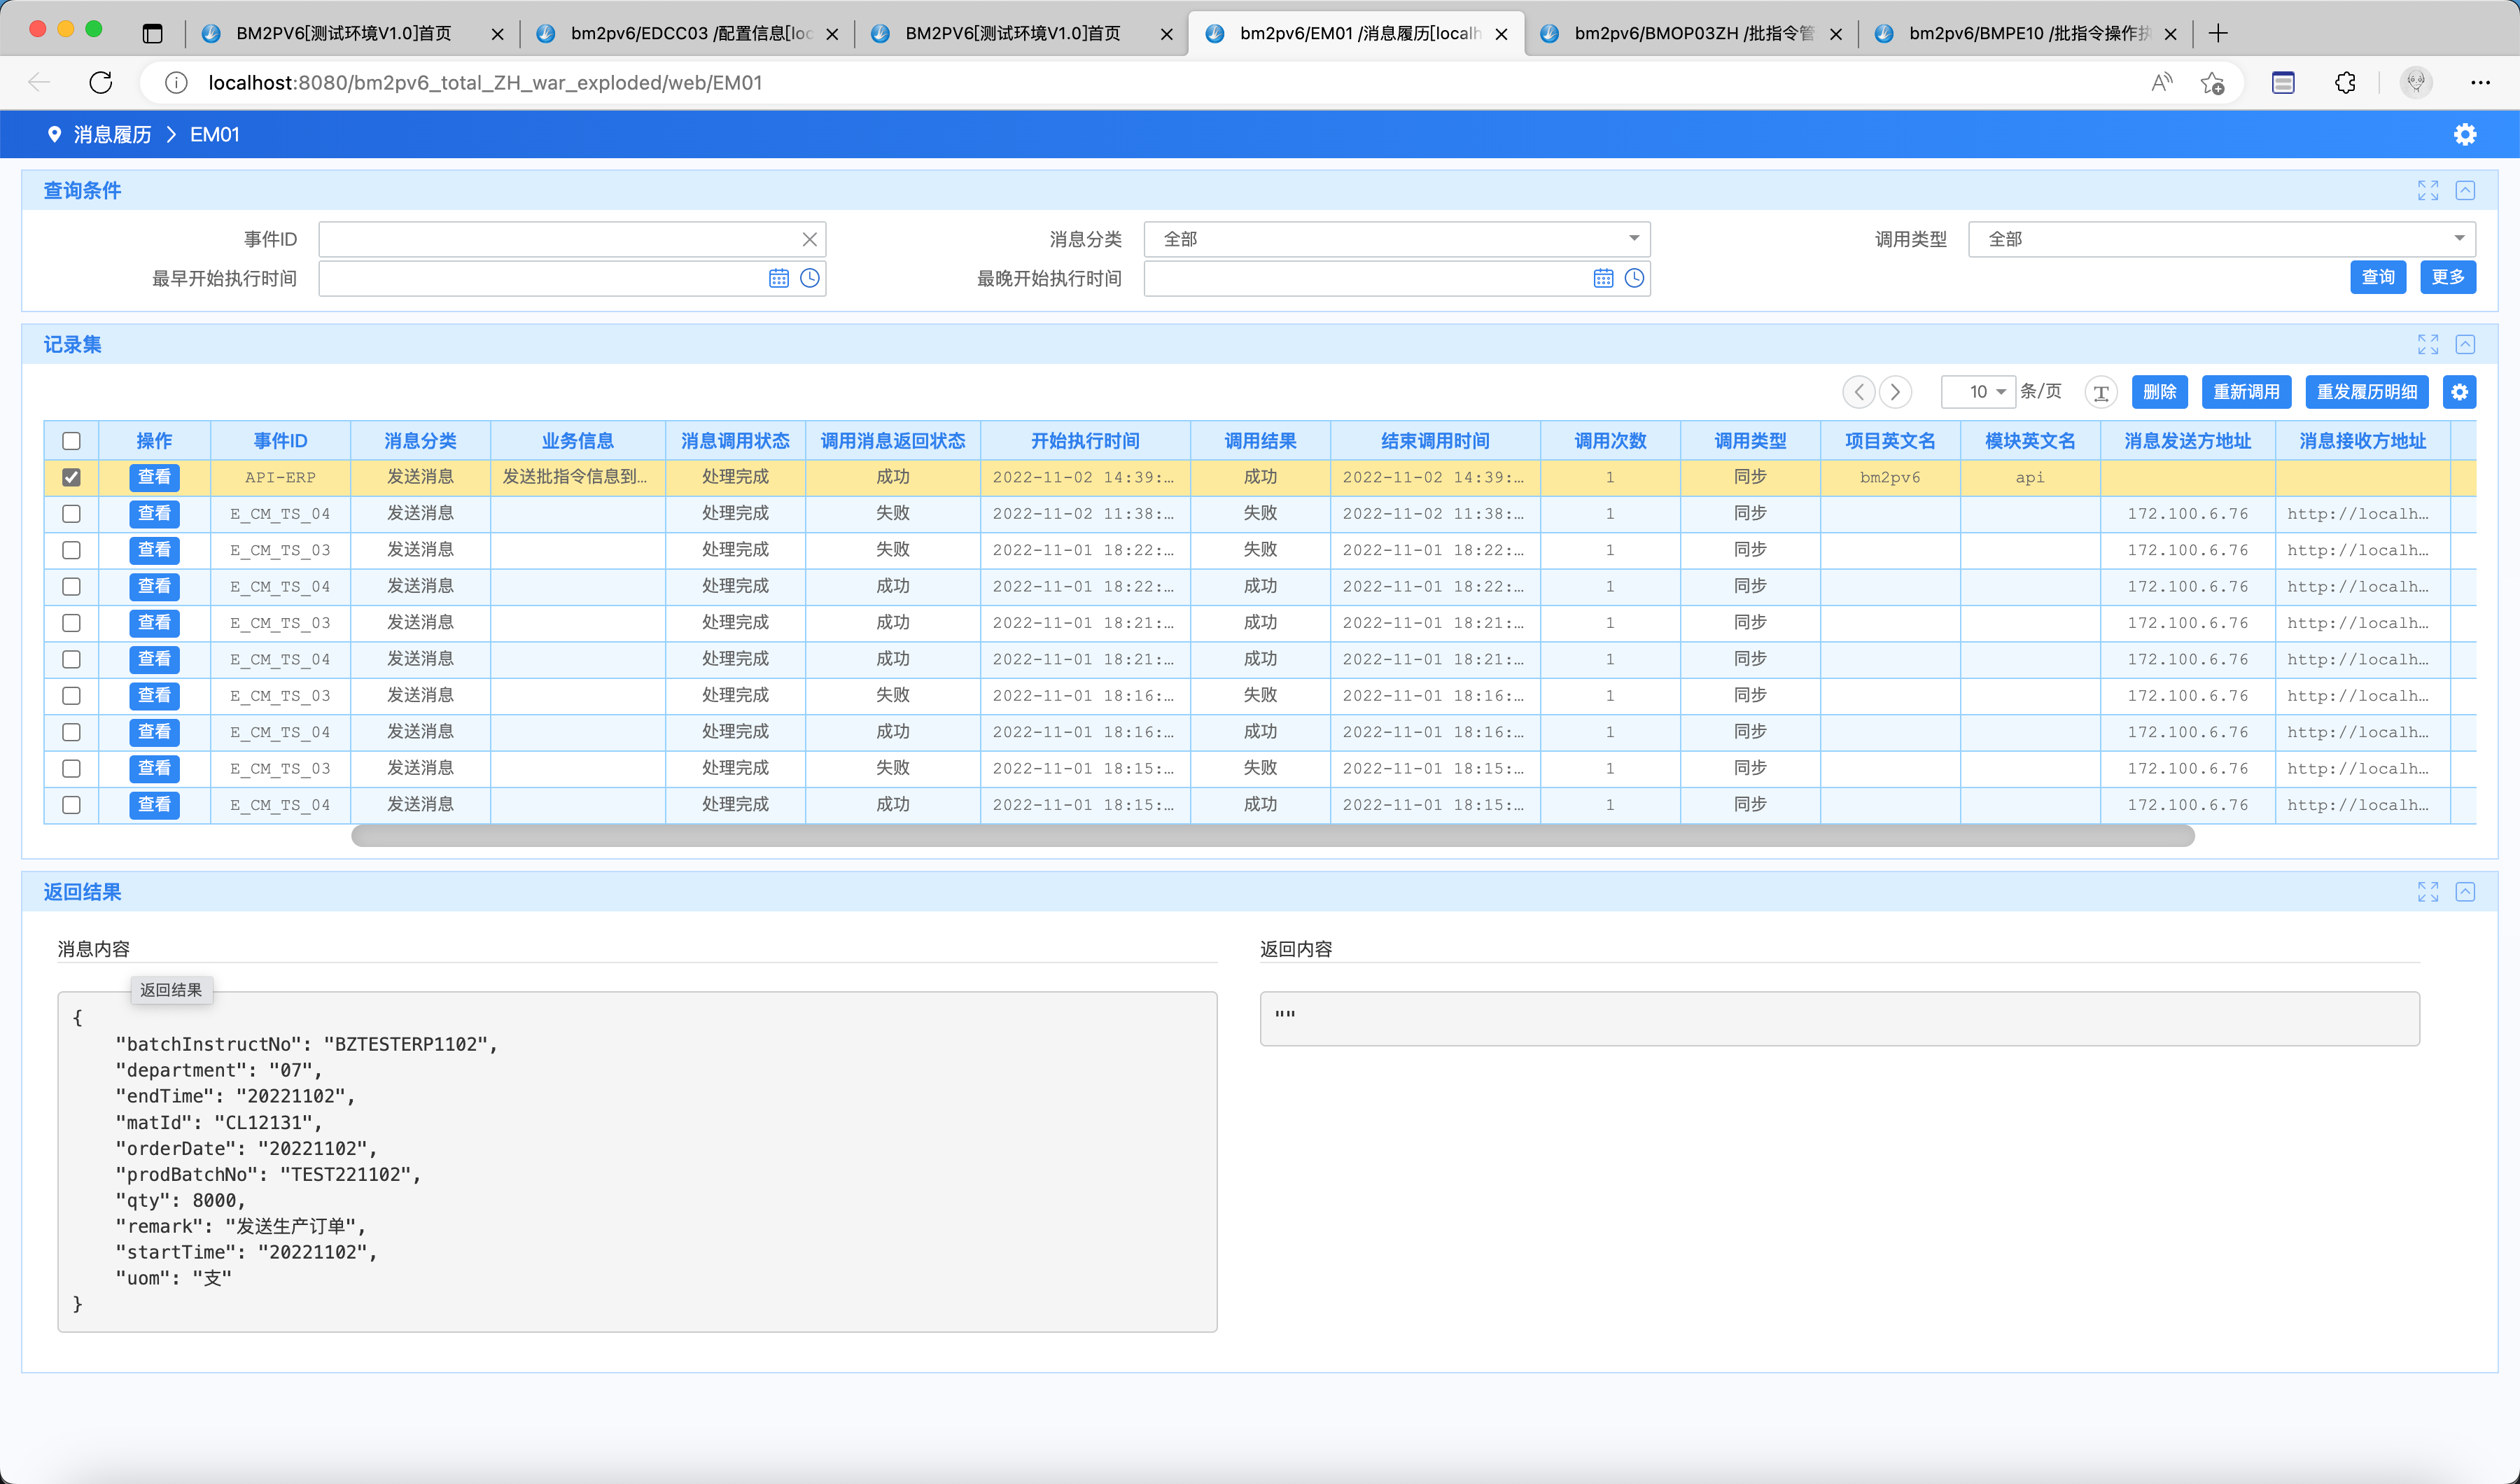 BM2PV6[测试环境V1.0]首页
bm2pv6/EDCC03 /配置信息[loc
BM2PV6[测试环境V1.0]首页
bm2pv6/EM01 /消息履历[localh
bm2pv6/BMOP03ZH /批指令管
bm2pv6/BMPE10 /批指令操作执
localhost:8080/bm2pv6_total_ZH_war_exploded/web/EM01
消息履历 > EM01
查询条件
事件ID 消息分类 全部 调用类型 全部
最早开始执行时间 最晚开始执行时间 查询 更多
记录集
10 条/页 删除 重新调用 重发履历明细
操作 事件ID 消息分类 业务信息 消息调用状态 调用消息返回状态 开始执行时间 调用结果 结束调用时间 调用次数 调用类型 项目英文名 模块英文名 消息发送方地址 消息接收方地址
查看 API-ERP 发送消息 发送批指令信息到... 处理完成 成功 2022-11-02 14:39:... 成功 2022-11-02 14:39:... 1 同步 bm2pv6 api
查看 E_CM_TS_04 发送消息 处理完成 失败 2022-11-02 11:38:... 失败 2022-11-02 11:38:... 1 同步 172.100.6.76 http://localh...
查看 E_CM_TS_03 发送消息 处理完成 失败 2022-11-01 18:22:... 失败 2022-11-01 18:22:... 1 同步 172.100.6.76 http://localh...
查看 E_CM_TS_04 发送消息 处理完成 成功 2022-11-01 18:22:... 成功 2022-11-01 18:22:... 1 同步 172.100.6.76 http://localh...
查看 E_CM_TS_03 发送消息 处理完成 成功 2022-11-01 18:21:... 成功 2022-11-01 18:21:... 1 同步 172.100.6.76 http://localh...
查看 E_CM_TS_04 发送消息 处理完成 成功 2022-11-01 18:21:... 成功 2022-11-01 18:21:... 1 同步 172.100.6.76 http://localh...
查看 E_CM_TS_03 发送消息 处理完成 失败 2022-11-01 18:16:... 失败 2022-11-01 18:16:... 1 同步 172.100.6.76 http://localh...
查看 E_CM_TS_04 发送消息 处理完成 成功 2022-11-01 18:16:... 成功 2022-11-01 18:16:... 1 同步 172.100.6.76 http://localh...
查看 E_CM_TS_03 发送消息 处理完成 失败 2022-11-01 18:15:... 失败 2022-11-01 18:15:... 1 同步 172.100.6.76 http://localh...
查看 E_CM_TS_04 发送消息 处理完成 成功 2022-11-01 18:15:... 成功 2022-11-01 18:15:... 1 同步 172.100.6.76 http://localh...
返回结果
消息内容
返回结果
{
"batchInstructNo": "BZTESTERP1102",
"department": "07",
"endTime": "20221102",
"matId": "CL12131",
"orderDate": "20221102",
"prodBatchNo": "TEST221102",
"qty": 8000,
"remark": "发送生产订单",
"startTime": "20221102",
"uom": "支"
}
返回内容
""